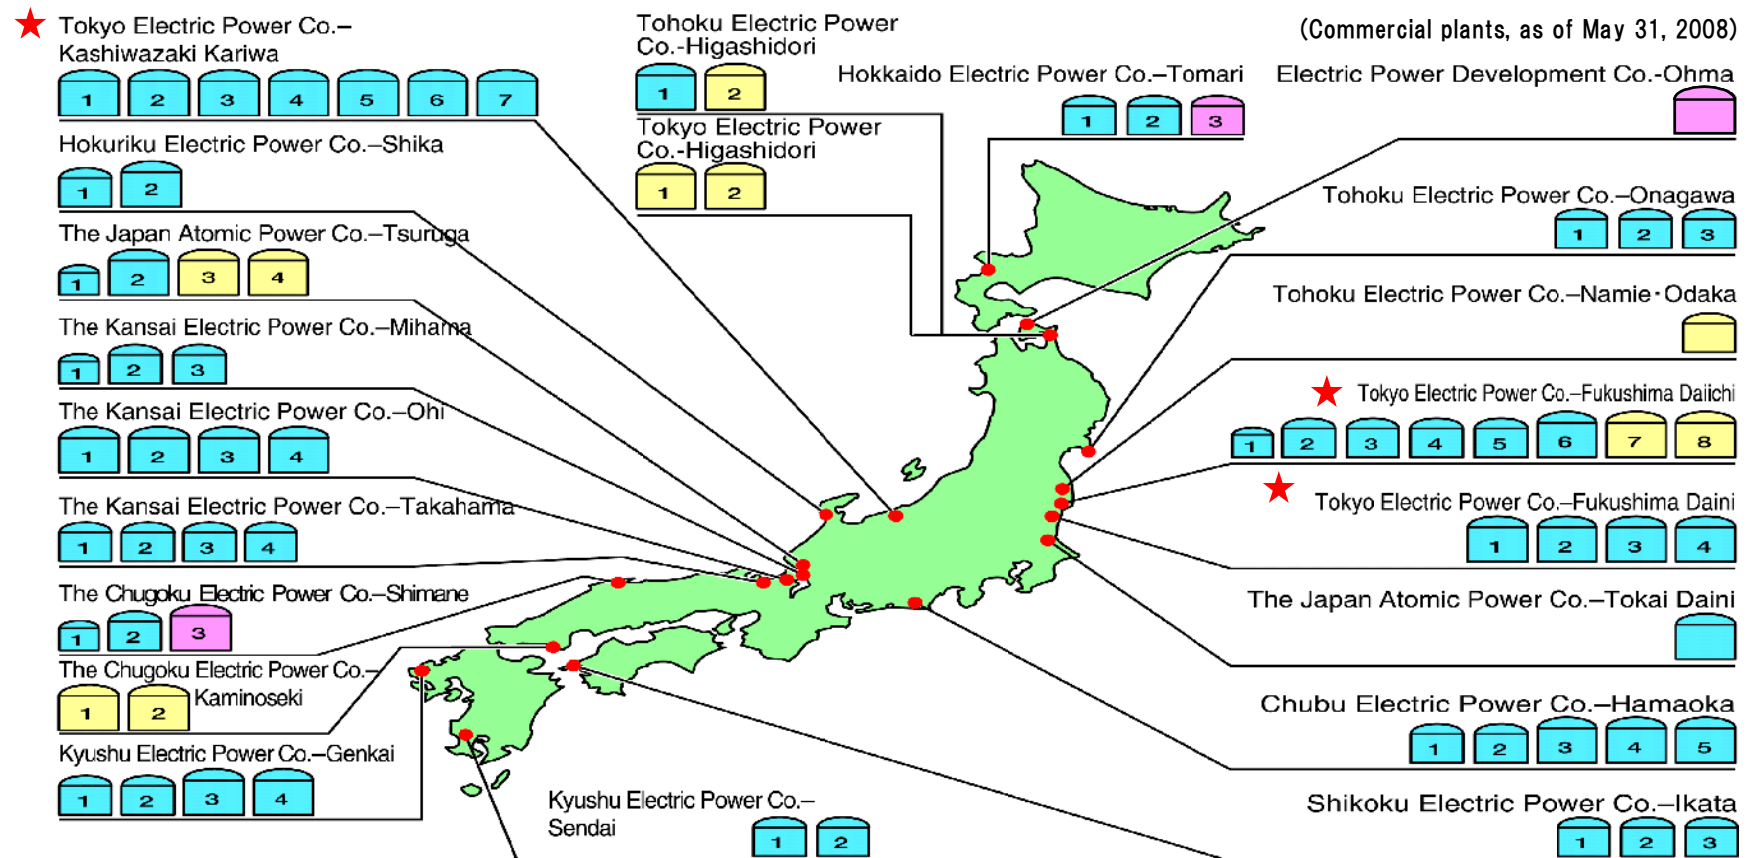 (Commercial plants, as of May 31, 2008)
Tokyo Electric Power Co.–
Kashiwazaki Kariwa
1 2 3 4 5 6 7
Hokuriku Electric Power Co.–Shika
1 2
The Japan Atomic Power Co.–Tsuruga
1 2 3 4
The Kansai Electric Power Co.–Mihama
1 2 3
The Kansai Electric Power Co.–Ohi
1 2 3 4
The Kansai Electric Power Co.–Takahama
1 2 3 4
The Chugoku Electric Power Co.–Shimane
1 2 3
The Chugoku Electric Power Co.–
Kaminoseki
1 2
Kyushu Electric Power Co.–Genkai
1 2 3 4
Tohoku Electric Power
Co.-Higashidori
1 2
Tokyo Electric Power
Co.-Higashidori
1 2
Hokkaido Electric Power Co.–Tomari
1 2 3
Kyushu Electric Power Co.–
Sendai
1 2
Electric Power Development Co.-Ohma
Tohoku Electric Power Co.–Onagawa
1 2 3
Tohoku Electric Power Co.–Namie・Odaka
Tokyo Electric Power Co.–Fukushima Daiichi
1 2 3 4 5 6 7 8
Tokyo Electric Power Co.–Fukushima Daini
1 2 3 4
The Japan Atomic Power Co.–Tokai Daini
Chubu Electric Power Co.–Hamaoka
1 2 3 4 5
Shikoku Electric Power Co.–Ikata
1 2 3